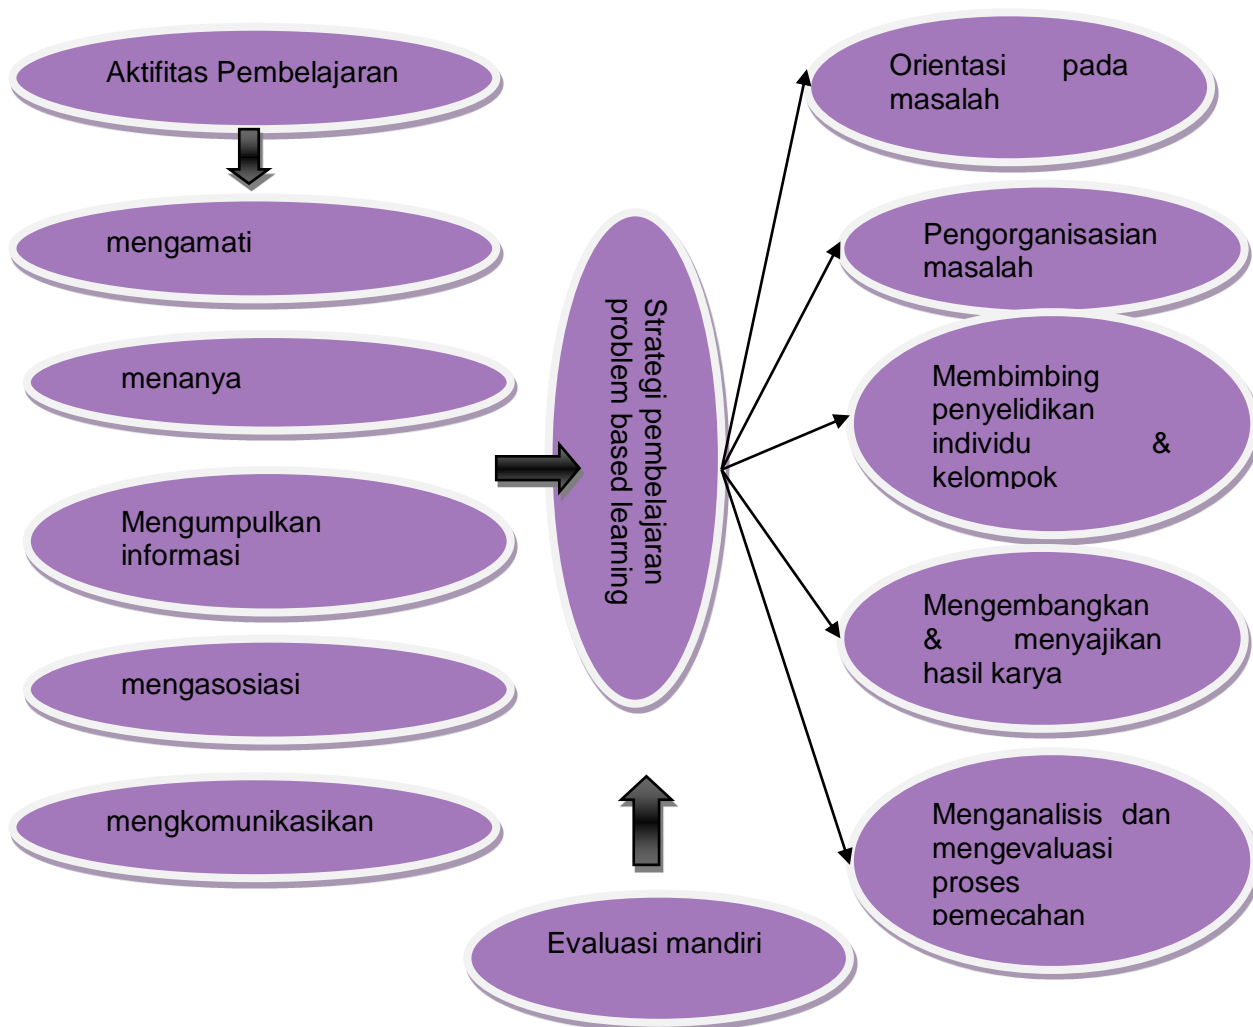 Aktifitas Pembelajaran
mengamati
menanya
Mengumpulkan
informasi
mengasosiasi
mengkomunikasikan
Strategi pembelajaran
problem based learning
Evaluasi mandiri
Orientasi pada
masalah
Pengorganisasian
masalah
Membimbing
penyelidikan
individu &
kelompok
Mengembangkan
& menyajikan
hasil karya
Menganalisis dan
mengevaluasi
proses
pemecahan